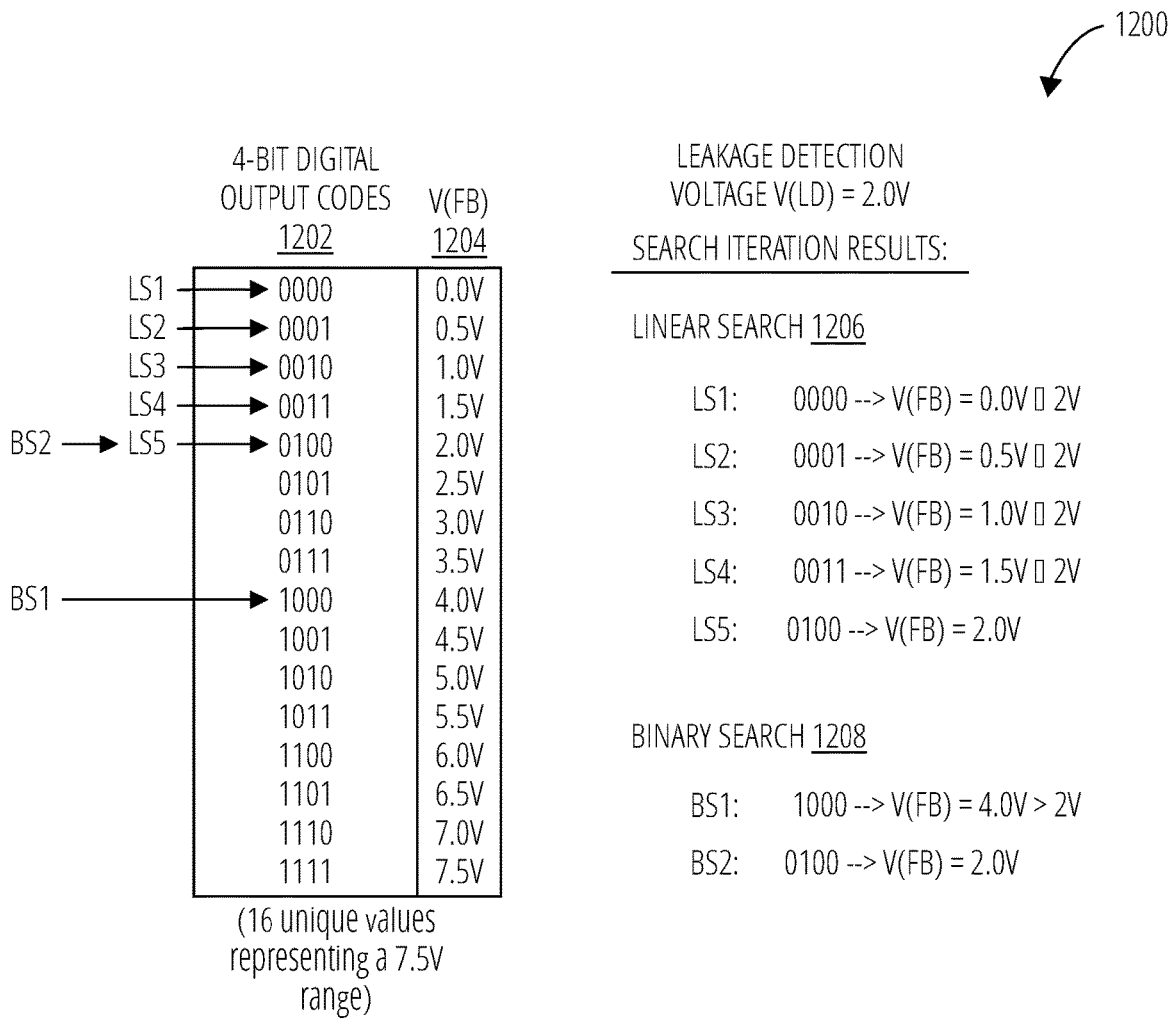 1200
4-BIT DIGITAL
OUTPUT CODES
1202
V(FB)
1204
LS1 0000 0.0V
LS2 0001 0.5V
LS3 0010 1.0V
LS4 0011 1.5V
BS2 LS5 0100 2.0V
0101 2.5V
0110 3.0V
0111 3.5V
BS1 1000 4.0V
1001 4.5V
1010 5.0V
1011 5.5V
1100 6.0V
1101 6.5V
1110 7.0V
1111 7.5V
(16 unique values
representing a 7.5V
range)
LEAKAGE DETECTION
VOLTAGE V(LD) = 2.0V
SEARCH ITERATION RESULTS:
LINEAR SEARCH 1206
LS1: 0000 --> V(FB) = 0.0V▯ 2V
LS2: 0001 --> V(FB) = 0.5V▯ 2V
LS3: 0010 --> V(FB) = 1.0V▯ 2V
LS4: 0011 --> V(FB) = 1.5V▯ 2V
LS5: 0100 --> V(FB) = 2.0V
BINARY SEARCH 1208
BS1: 1000 --> V(FB) = 4.0V > 2V
BS2: 0100 --> V(FB) = 2.0V